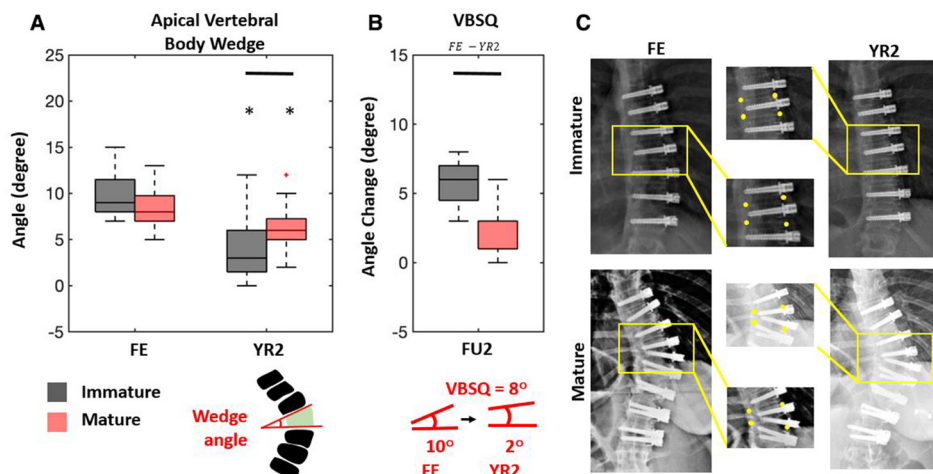 A
Apical Vertebral
Body Wedge
Angle (degree)
25
20
15
10
5
0
-5
*
*
FE
YR2
Immature
Mature
Wedge
angle
B
VBSQ
FE - YR2
Angle Change (degree)
15
10
5
0
-5
FU2
VBSQ = 8°
10°
2°
FE
YR2
C
FE
YR2
Immature
Mature